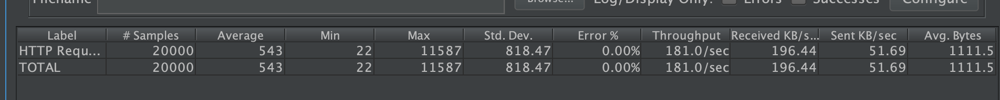 Filename Browse... Log/Display Only: Errors Successes Configure
Label # Samples Average Min Max Std. Dev. Error % Throughput Received KB/s... Sent KB/sec Avg. Bytes
HTTP Requ... 20000 543 22 11587 818.47 0.00% 181.0/sec 196.44 51.69 1111.5
TOTAL 20000 543 22 11587 818.47 0.00% 181.0/sec 196.44 51.69 1111.5